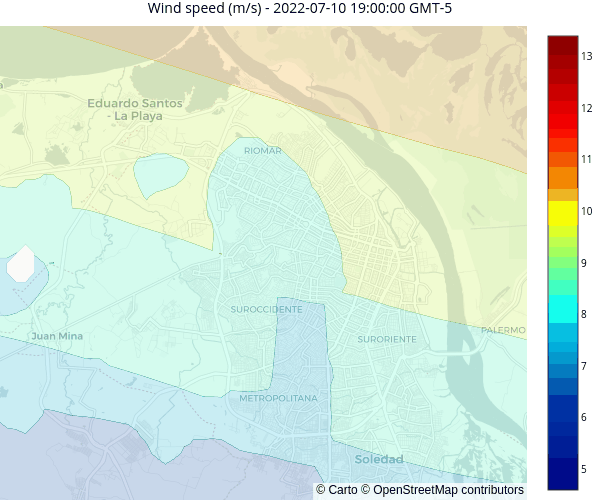 Wind speed (m/s) - 2022-07-10 19:00:00 GMT-5
Eduardo Santos
- La Playa
RIOMAR
SUROCCIDENTE
SURORIENTE
PALERMO
Juan Mina
METROPOLITANA
Soledad
© Carto © OpenStreetMap contributors
13
12
11
10
9
8
7
6
5